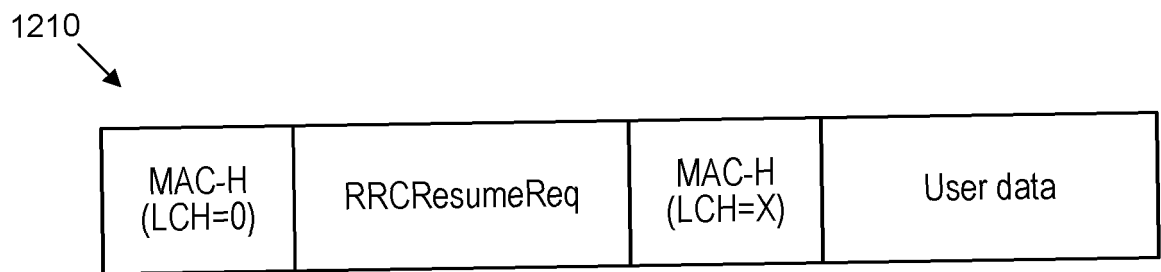 1210
MAC-H
(LCH=0)
RRCResumeReq
MAC-H
(LCH=X)
User data